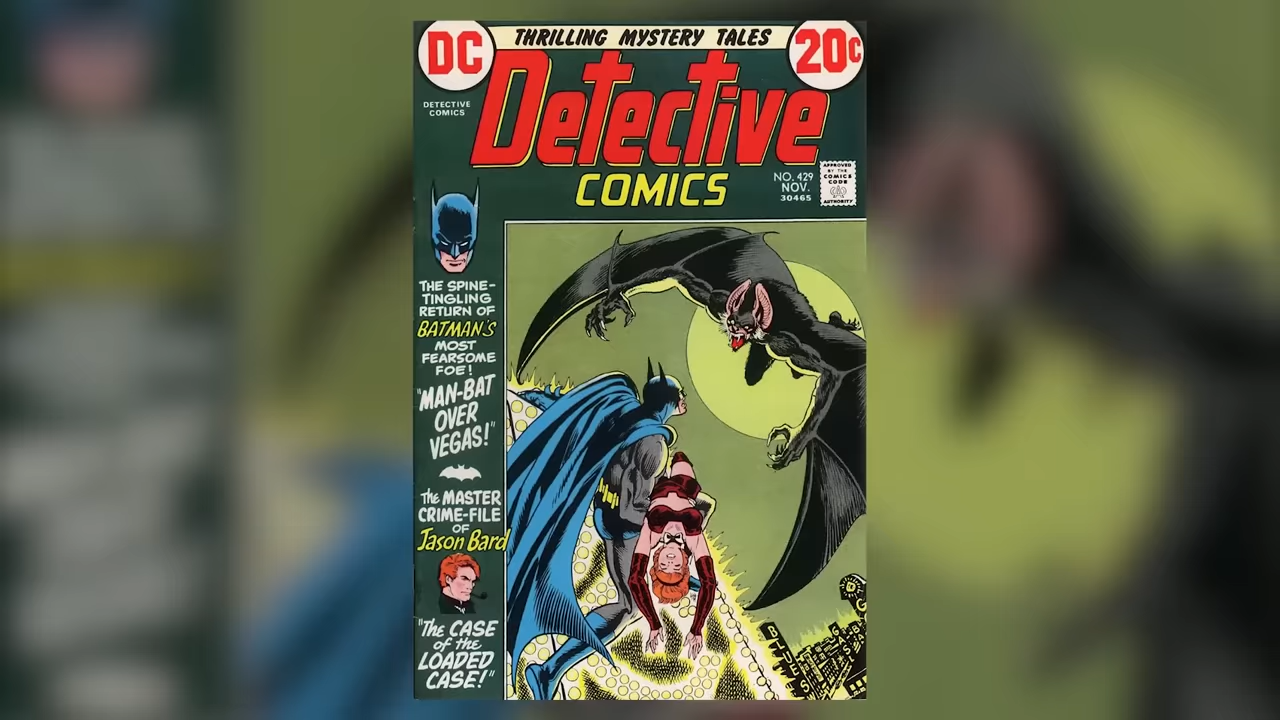 THRILLING MYSTERY TALES
DC
20¢
DETECTIVE
COMICS
Detective
COMICS
NO. 429
NOV.
30465
APPROVED
BY THE
COMICS
CODE
AUTHORITY
THE SPINE-
TINGLING
RETURN OF
BATMAN'S
MOST
FEARSOME
FOE!
"MAN-BAT
OVER
VEGAS!"
The MASTER
CRIME-FILE
OF
Jason Bard
"The CASE
of the
LOADED
CASE!"